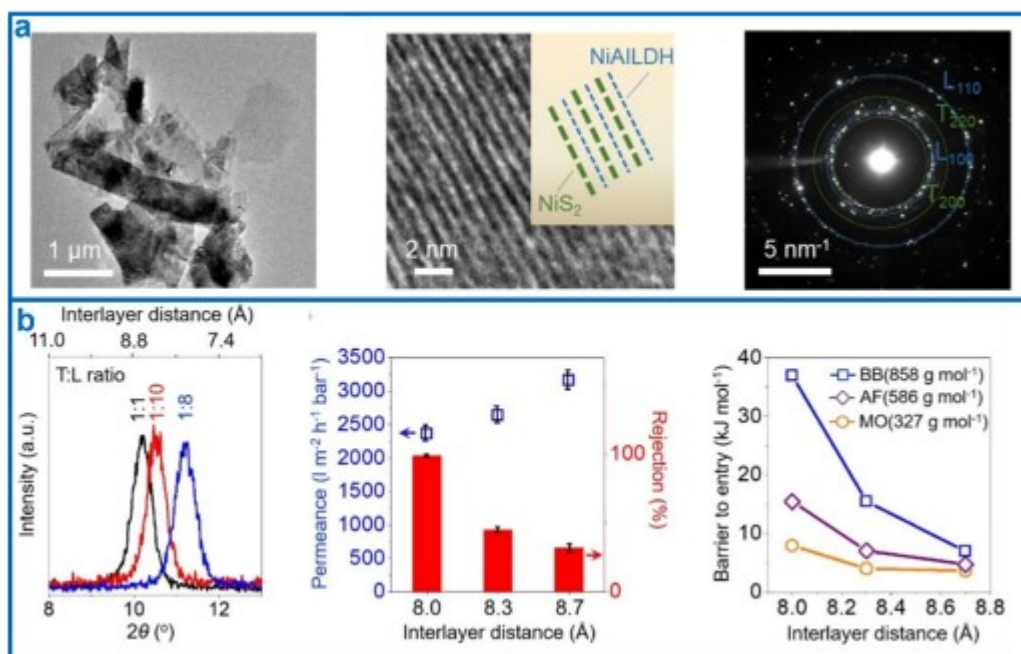 a
1 μm
2 nm
NiAlLDH
NiS2
L110
T220
L100
T200
5 nm-1
b
Interlayer distance (Å)
11.0 8.8 7.4
T:L ratio
1:1
1:10
1:8
Intensity (a.u.)
8 10 12
2θ (º)
3500
3000
2500
2000
1500
1000
500
0
Permeance (l m-2 h-1 bar-1)
100
0
Rejection (%)
8.0 8.3 8.7
Interlayer distance (Å)
40
30
20
10
0
Barrier to entry (kJ mol-1)
BB(858 g mol-1)
AF(586 g mol-1)
MO(327 g mol-1)
8.0 8.2 8.4 8.6 8.8
Interlayer distance (Å)